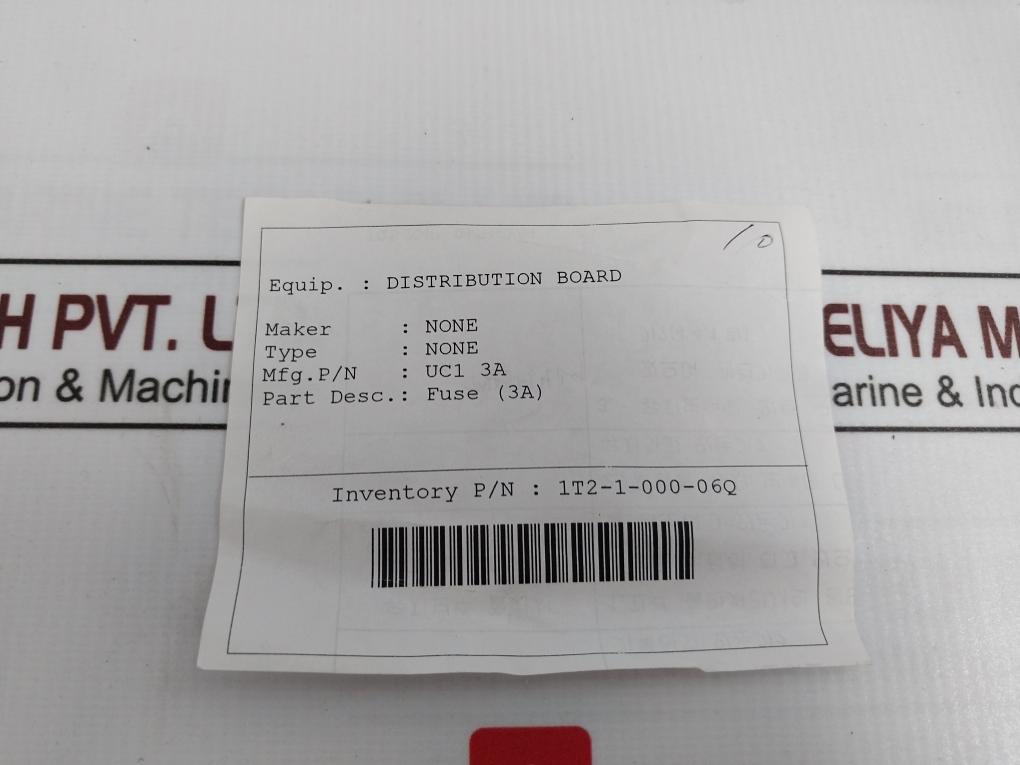 10
Equip. : DISTRIBUTION BOARD
Maker : NONE
Type : NONE
Mfg.P/N : UC1 3A
Part Desc.: Fuse (3A)
Inventory P/N : 1T2-1-000-06Q
H PVT. L
on & Machin
ELIYA M
arine & Ind